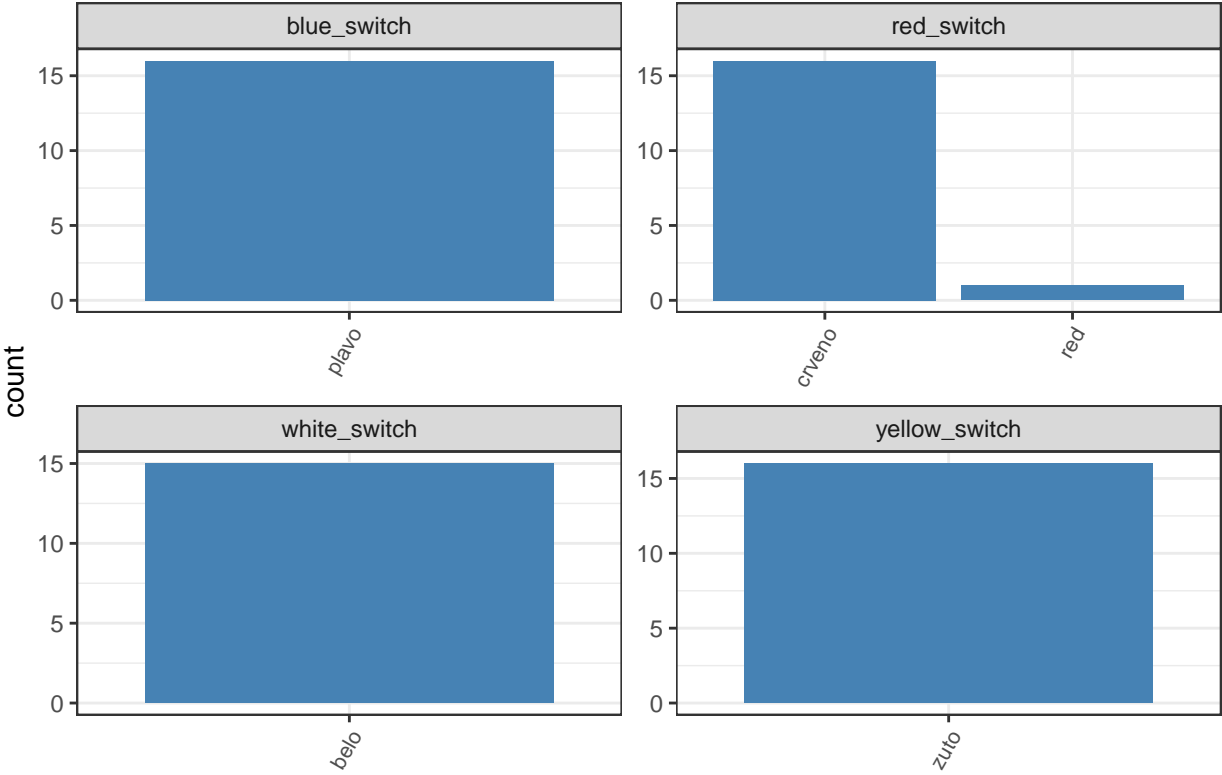 blue_switch
red_switch
15
10
5
0
plavo
15
10
5
0
crveno
red
count
white_switch
yellow_switch
15
10
5
0
belo
15
10
5
0
zuto